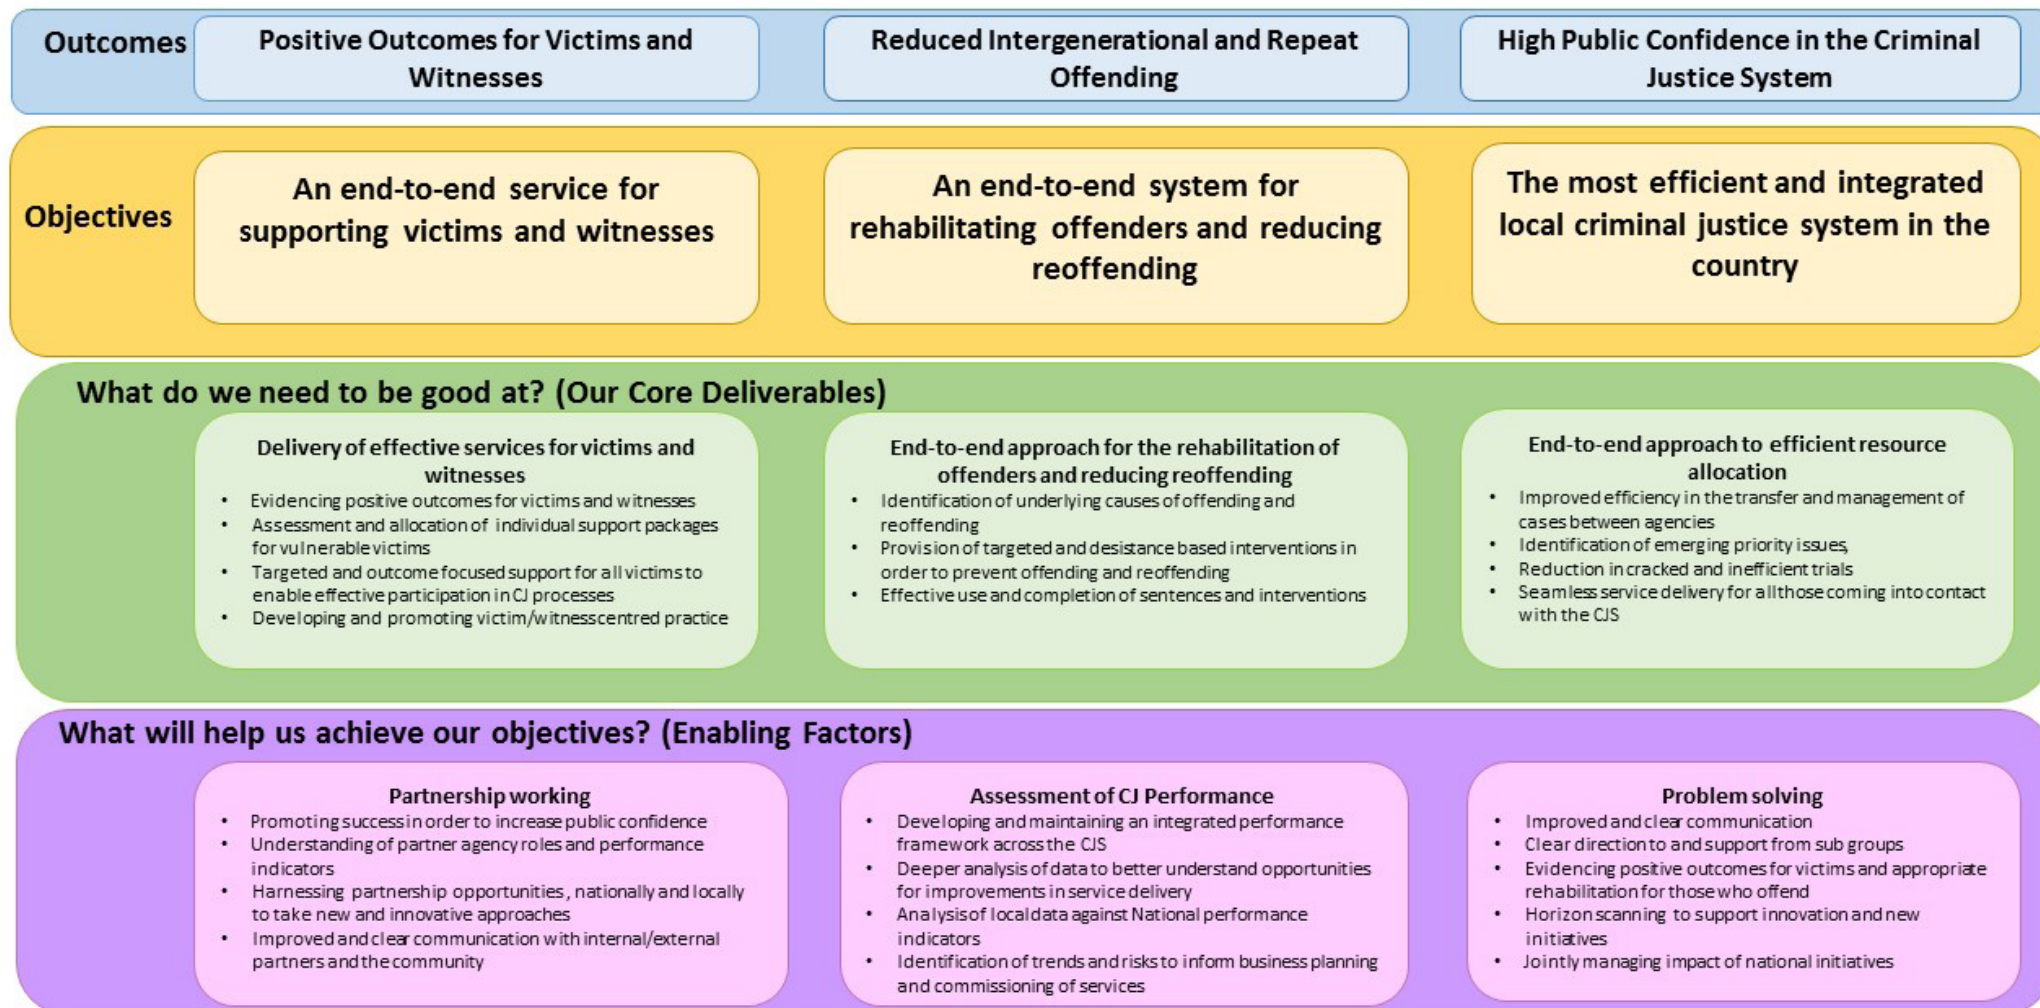 Outcomes
Positive Outcomes for Victims and
Witnesses
Reduced Intergenerational and Repeat
Offending
High Public Confidence in the Criminal
Justice System
Objectives
An end-to-end service for
supporting victims and witnesses
An end-to-end system for
rehabilitating offenders and reducing
reoffending
The most efficient and integrated
local criminal justice system in the
country
What do we need to be good at? (Our Core Deliverables)
Delivery of effective services for victims and
witnesses
• Evidencing positive outcomes for victims and witnesses
• Assessment and allocation of individual support packages
for vulnerable victims
• Targeted and outcome focused support for all victims to
enable effective participation in CJ processes
• Developing and promoting victim/witness centred practice
End-to-end approach for the rehabilitation of
offenders and reducing reoffending
• Identification of underlying causes of offending and
reoffending
• Provision of targeted and desistance based interventions in
order to prevent offending and reoffending
• Effective use and completion of sentences and interventions
End-to-end approach to efficient resource
allocation
• Improved efficiency in the transfer and management of
cases between agencies
• Identification of emerging priority issues,
• Reduction in cracked and inefficient trials
• Seamless service delivery for all those coming into contact
with the CJS
What will help us achieve our objectives? (Enabling Factors)
Partnership working
• Promoting success in order to increase public confidence
• Understanding of partner agency roles and performance
indicators
• Harnessing partnership opportunities, nationally and locally
to take new and innovative approaches
• Improved and clear communication with internal/external
partners and the community
Assessment of CJ Performance
• Developing and maintaining an integrated performance
framework across the CJS
• Deeper analysis of data to better understand opportunities
for improvements in service delivery
• Analysis of local data against National performance
indicators
• Identification of trends and risks to inform business planning
and commissioning of services
Problem solving
• Improved and clear communication
• Clear direction to and support from sub groups
• Evidencing positive outcomes for victims and appropriate
rehabilitation for those who offend
• Horizon scanning to support innovation and new
initiatives
• Jointly managing impact of national initiatives